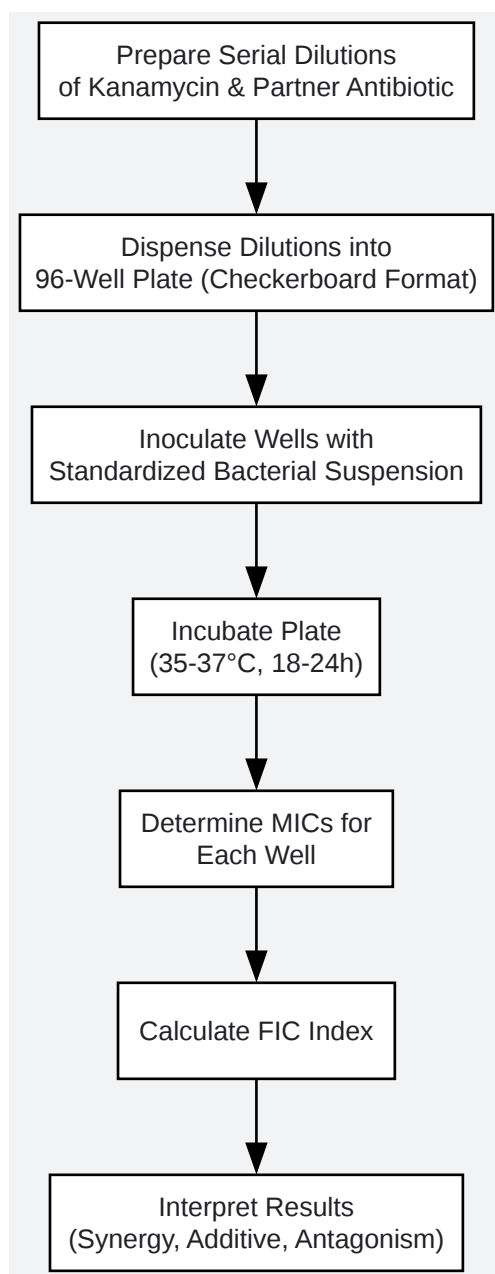 Prepare Serial Dilutions
of Kanamycin & Partner Antibiotic
Dispense Dilutions into
96-Well Plate (Checkerboard Format)
Inoculate Wells with
Standardized Bacterial Suspension
Incubate Plate
(35-37°C, 18-24h)
Determine MICs for
Each Well
Calculate FIC Index
Interpret Results
(Synergy, Additive, Antagonism)